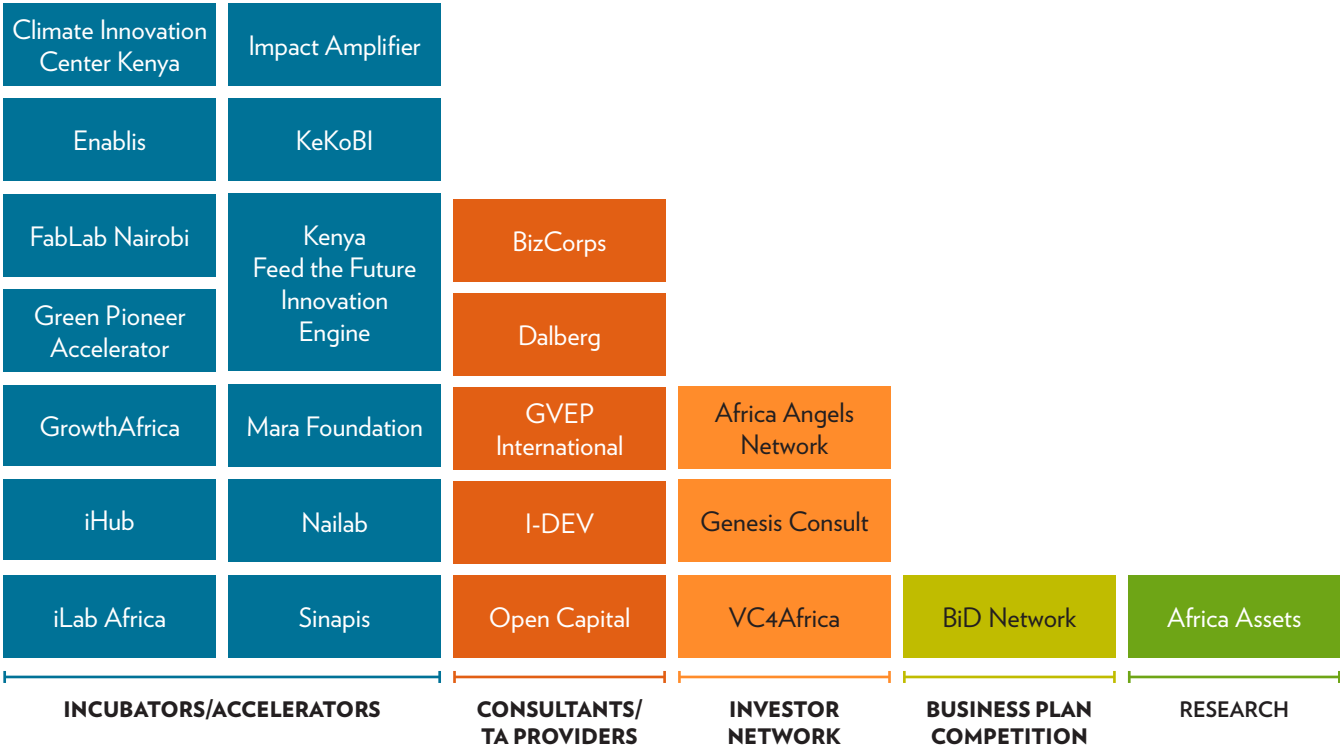 Climate Innovation
Center Kenya
Enablis
FabLab Nairobi
Green Pioneer
Accelerator
GrowthAfrica
iHub
iLab Africa
Impact Amplifier
KeKoBI
Kenya
Feed the Future
Innovation
Engine
Mara Foundation
Nailab
Sinapis
BizCorps
Dalberg
GVEP
International
I-DEV
Open Capital
Africa Angels
Network
Genesis Consult
VC4Africa
BiD Network
Africa Assets
INCUBATORS/ACCELERATORS
CONSULTANTS/
TA PROVIDERS
INVESTOR
NETWORK
BUSINESS PLAN
COMPETITION
RESEARCH